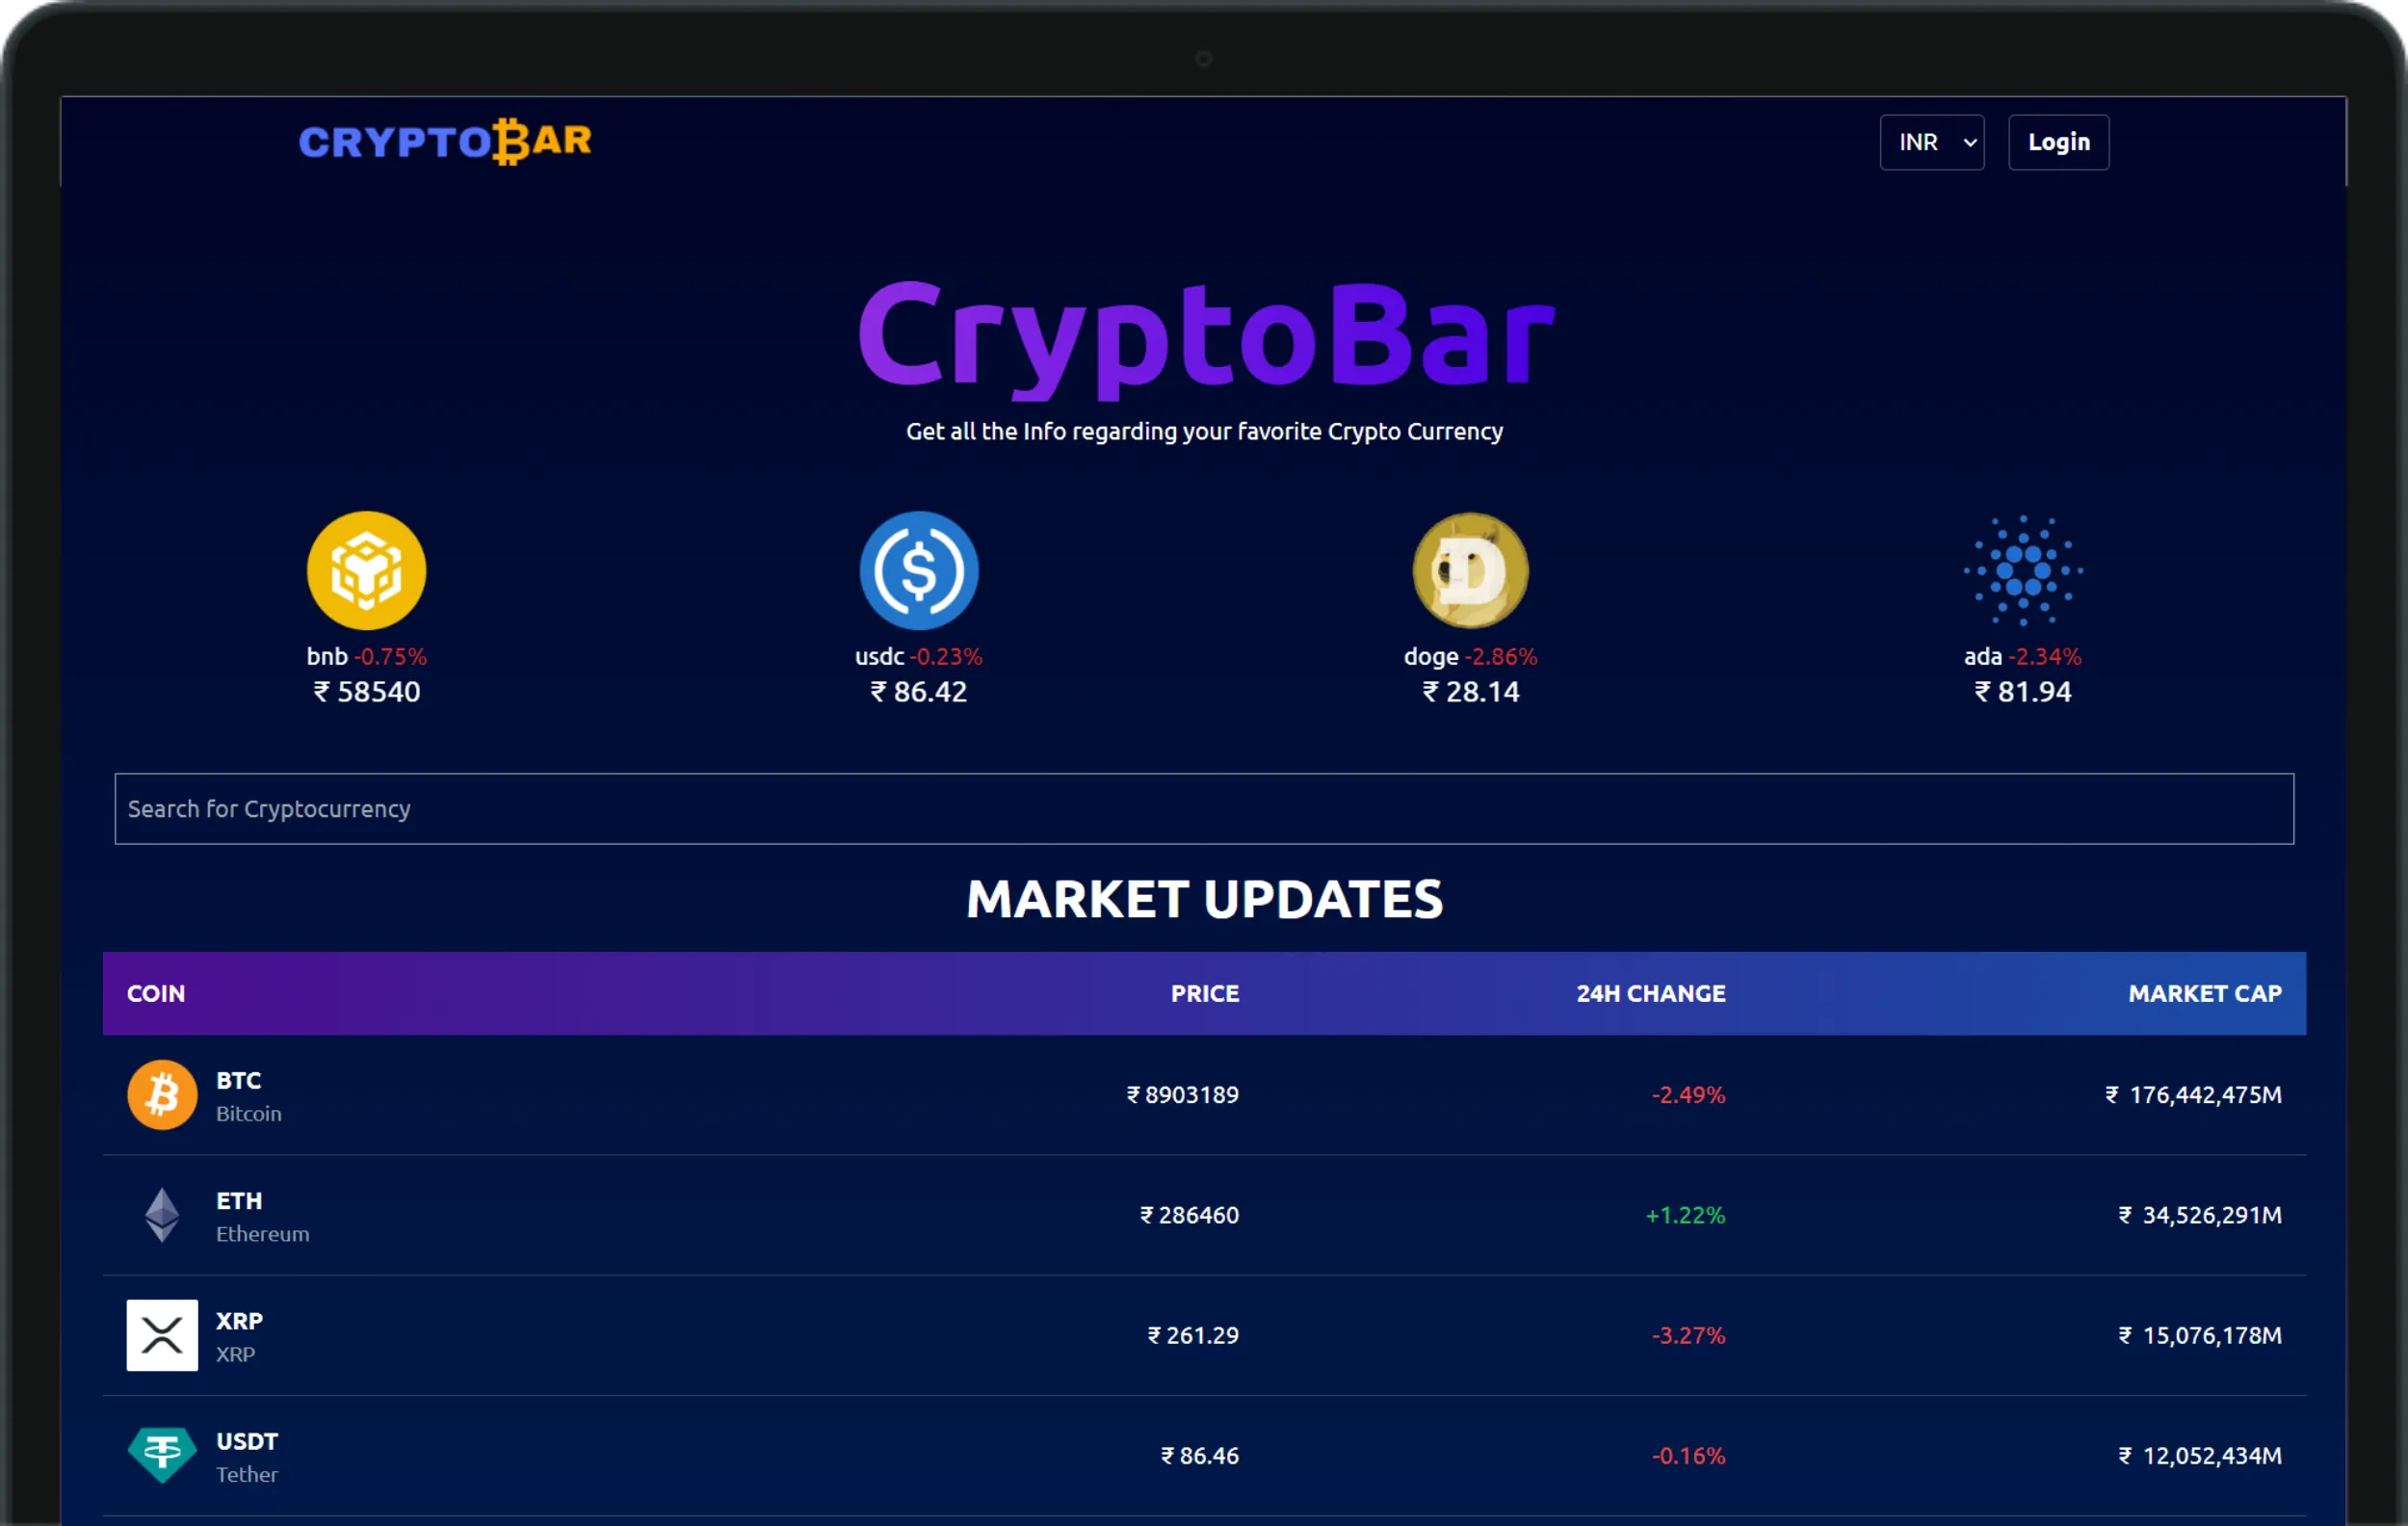 CRYPTOBAR
INR
Login
CryptoBar
Get all the Info regarding your favorite Crypto Currency
bnb -0.75%
₹ 58540
usdc -0.23%
₹ 86.42
doge -2.86%
₹ 28.14
ada -2.34%
₹ 81.94
Search for Cryptocurrency
MARKET UPDATES
COIN PRICE 24H CHANGE MARKET CAP
BTC
Bitcoin
₹ 8903189 -2.49% ₹ 176,442,475M
ETH
Ethereum
₹ 286460 +1.22% ₹ 34,526,291M
XRP
XRP
₹ 261.29 -3.27% ₹ 15,076,178M
USDT
Tether
₹ 86.46 -0.16% ₹ 12,052,434M